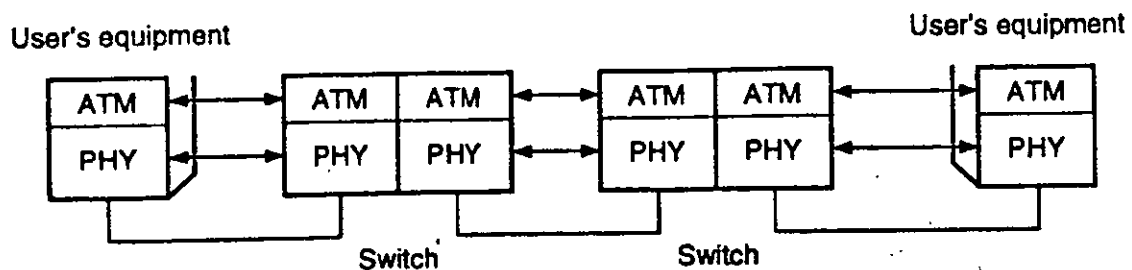 User's equipment
User's equipment
ATM ATM ATM ATM ATM ATM
PHY PHY PHY PHY PHY PHY
Switch Switch